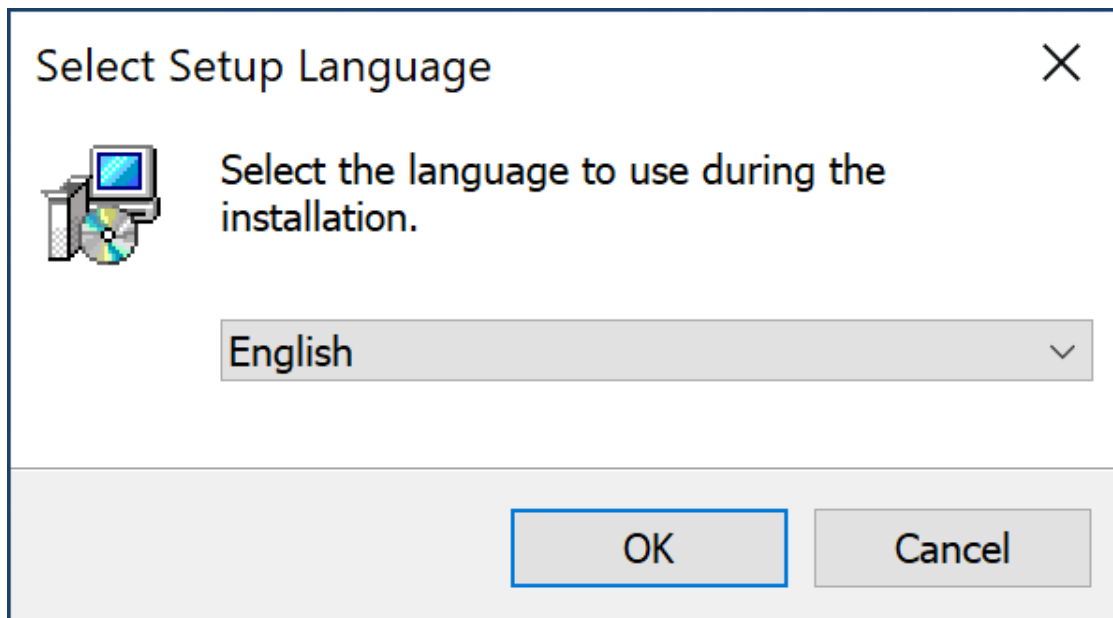 Select Setup Language
Select the language to use during the
installation.
English
OK
Cancel